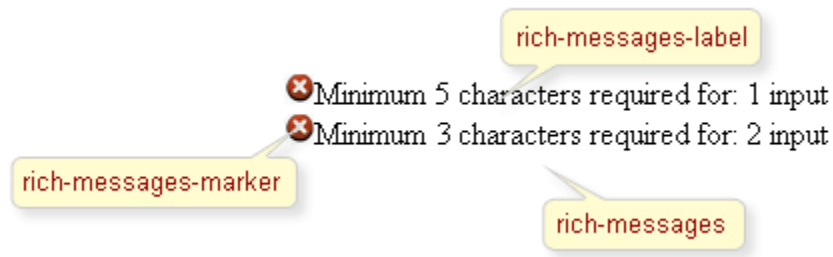 rich-messages-label
Minimum 5 characters required for: 1 input
Minimum 3 characters required for: 2 input
rich-messages-marker
rich-messages